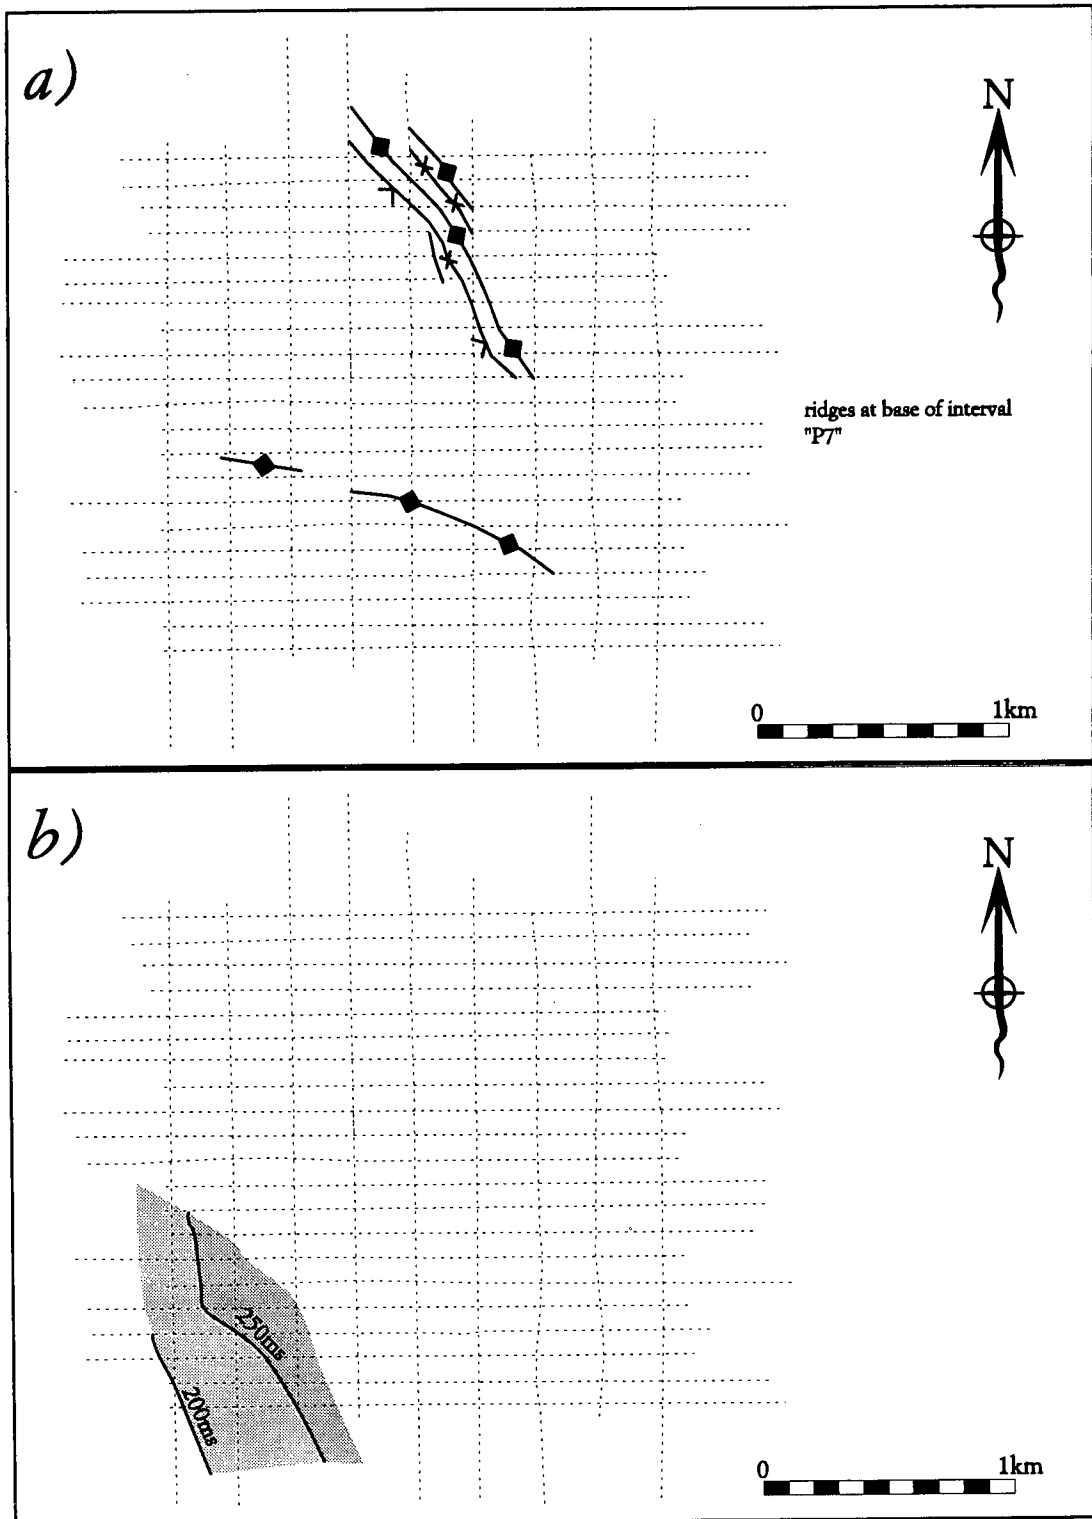 a)
N
ridges at base of interval
"P7"
0 1km
b)
N
250ms
200ms
0 1km